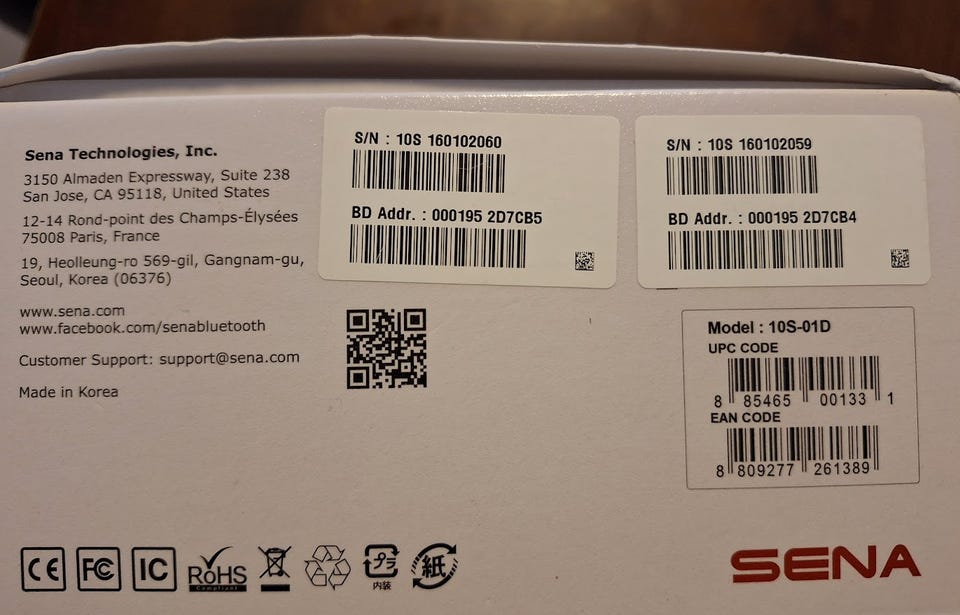 Sena Technologies, Inc.
3150 Almaden Expressway, Suite 238
San Jose, CA 95118, United States
12-14 Rond-point des Champs-Élysées
75008 Paris, France
19, Heolleung-ro 569-gil, Gangnam-gu,
Seoul, Korea (06376)
www.sena.com
www.facebook.com/senabluetooth
Customer Support: support@sena.com
Made in Korea
S/N : 10S 160102060
BD Addr. : 000195 2D7CB5
S/N : 10S 160102059
BD Addr. : 000195 2D7CB4
Model : 10S-01D
UPC CODE
8 85465 00133 1
EAN CODE
8 809277 261389
CE
FC
IC
RoHS
Compliant
プラ
内装
紙
SENA